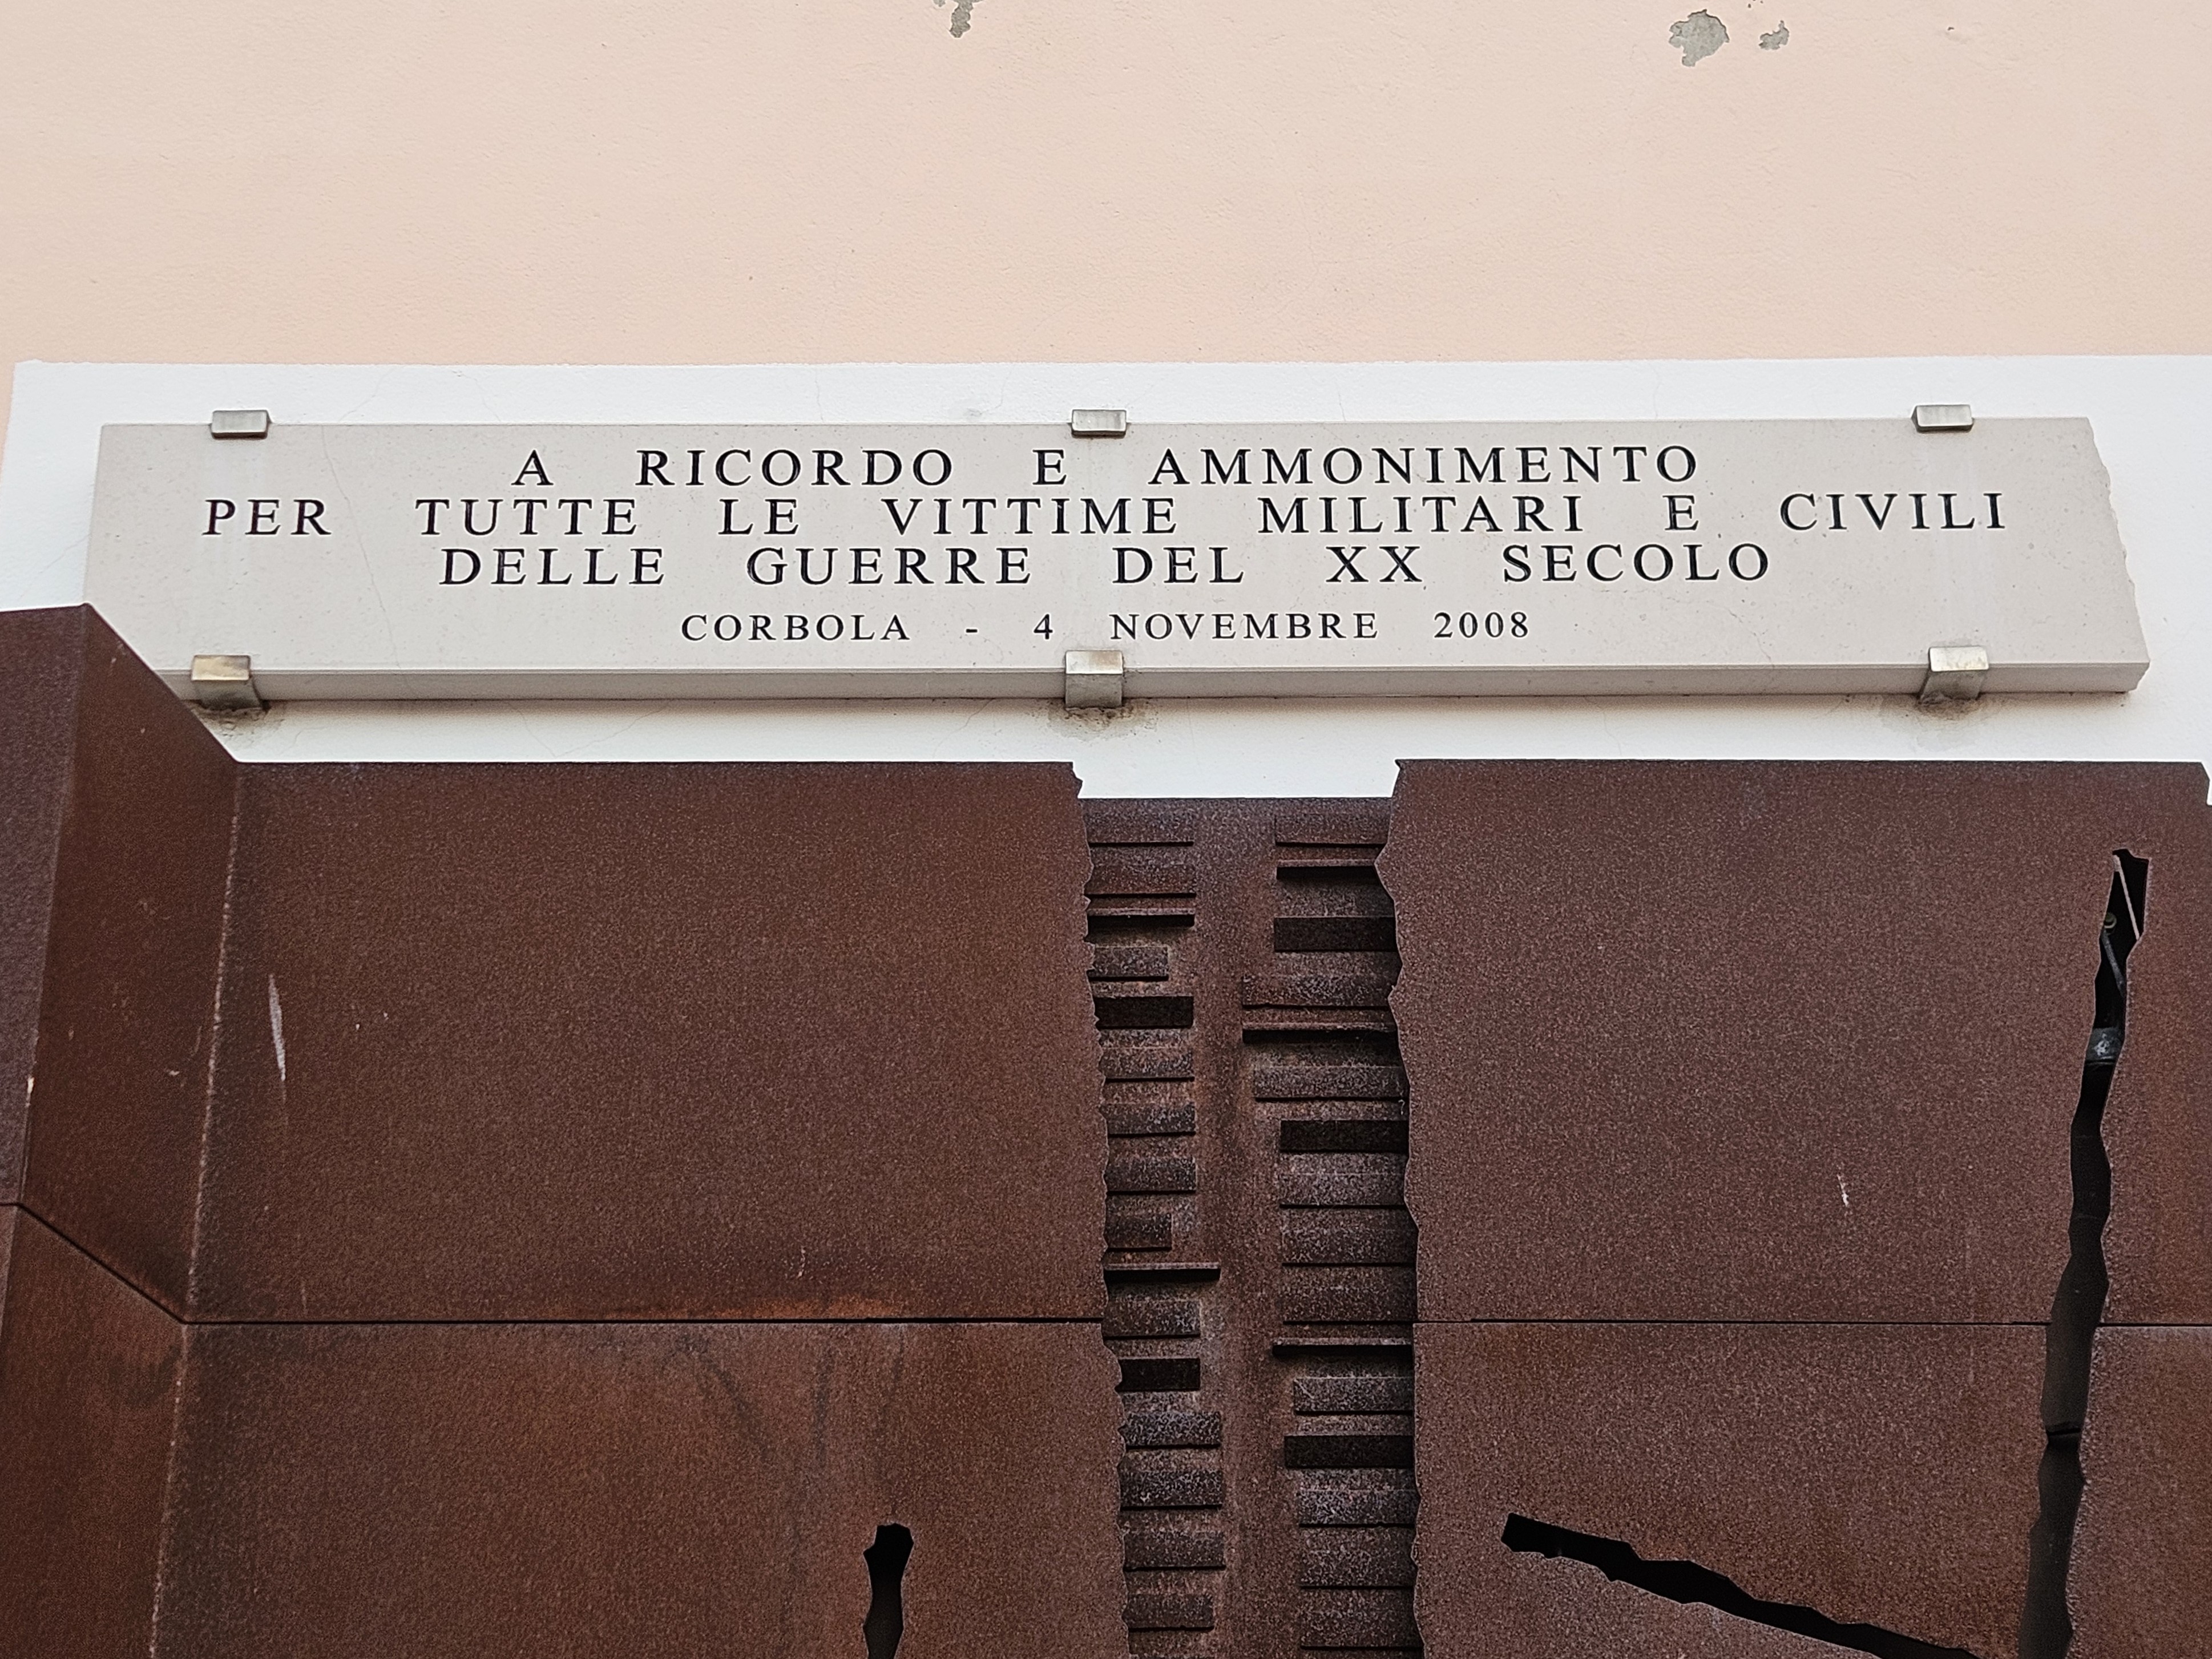 A RICORDO E AMMONIMENTO
PER TUTTE LE VITTIME MILITARI E CIVILI
DELLE GUERRE DEL XX SECOLO
CORBOLA - 4 NOVEMBRE 2008